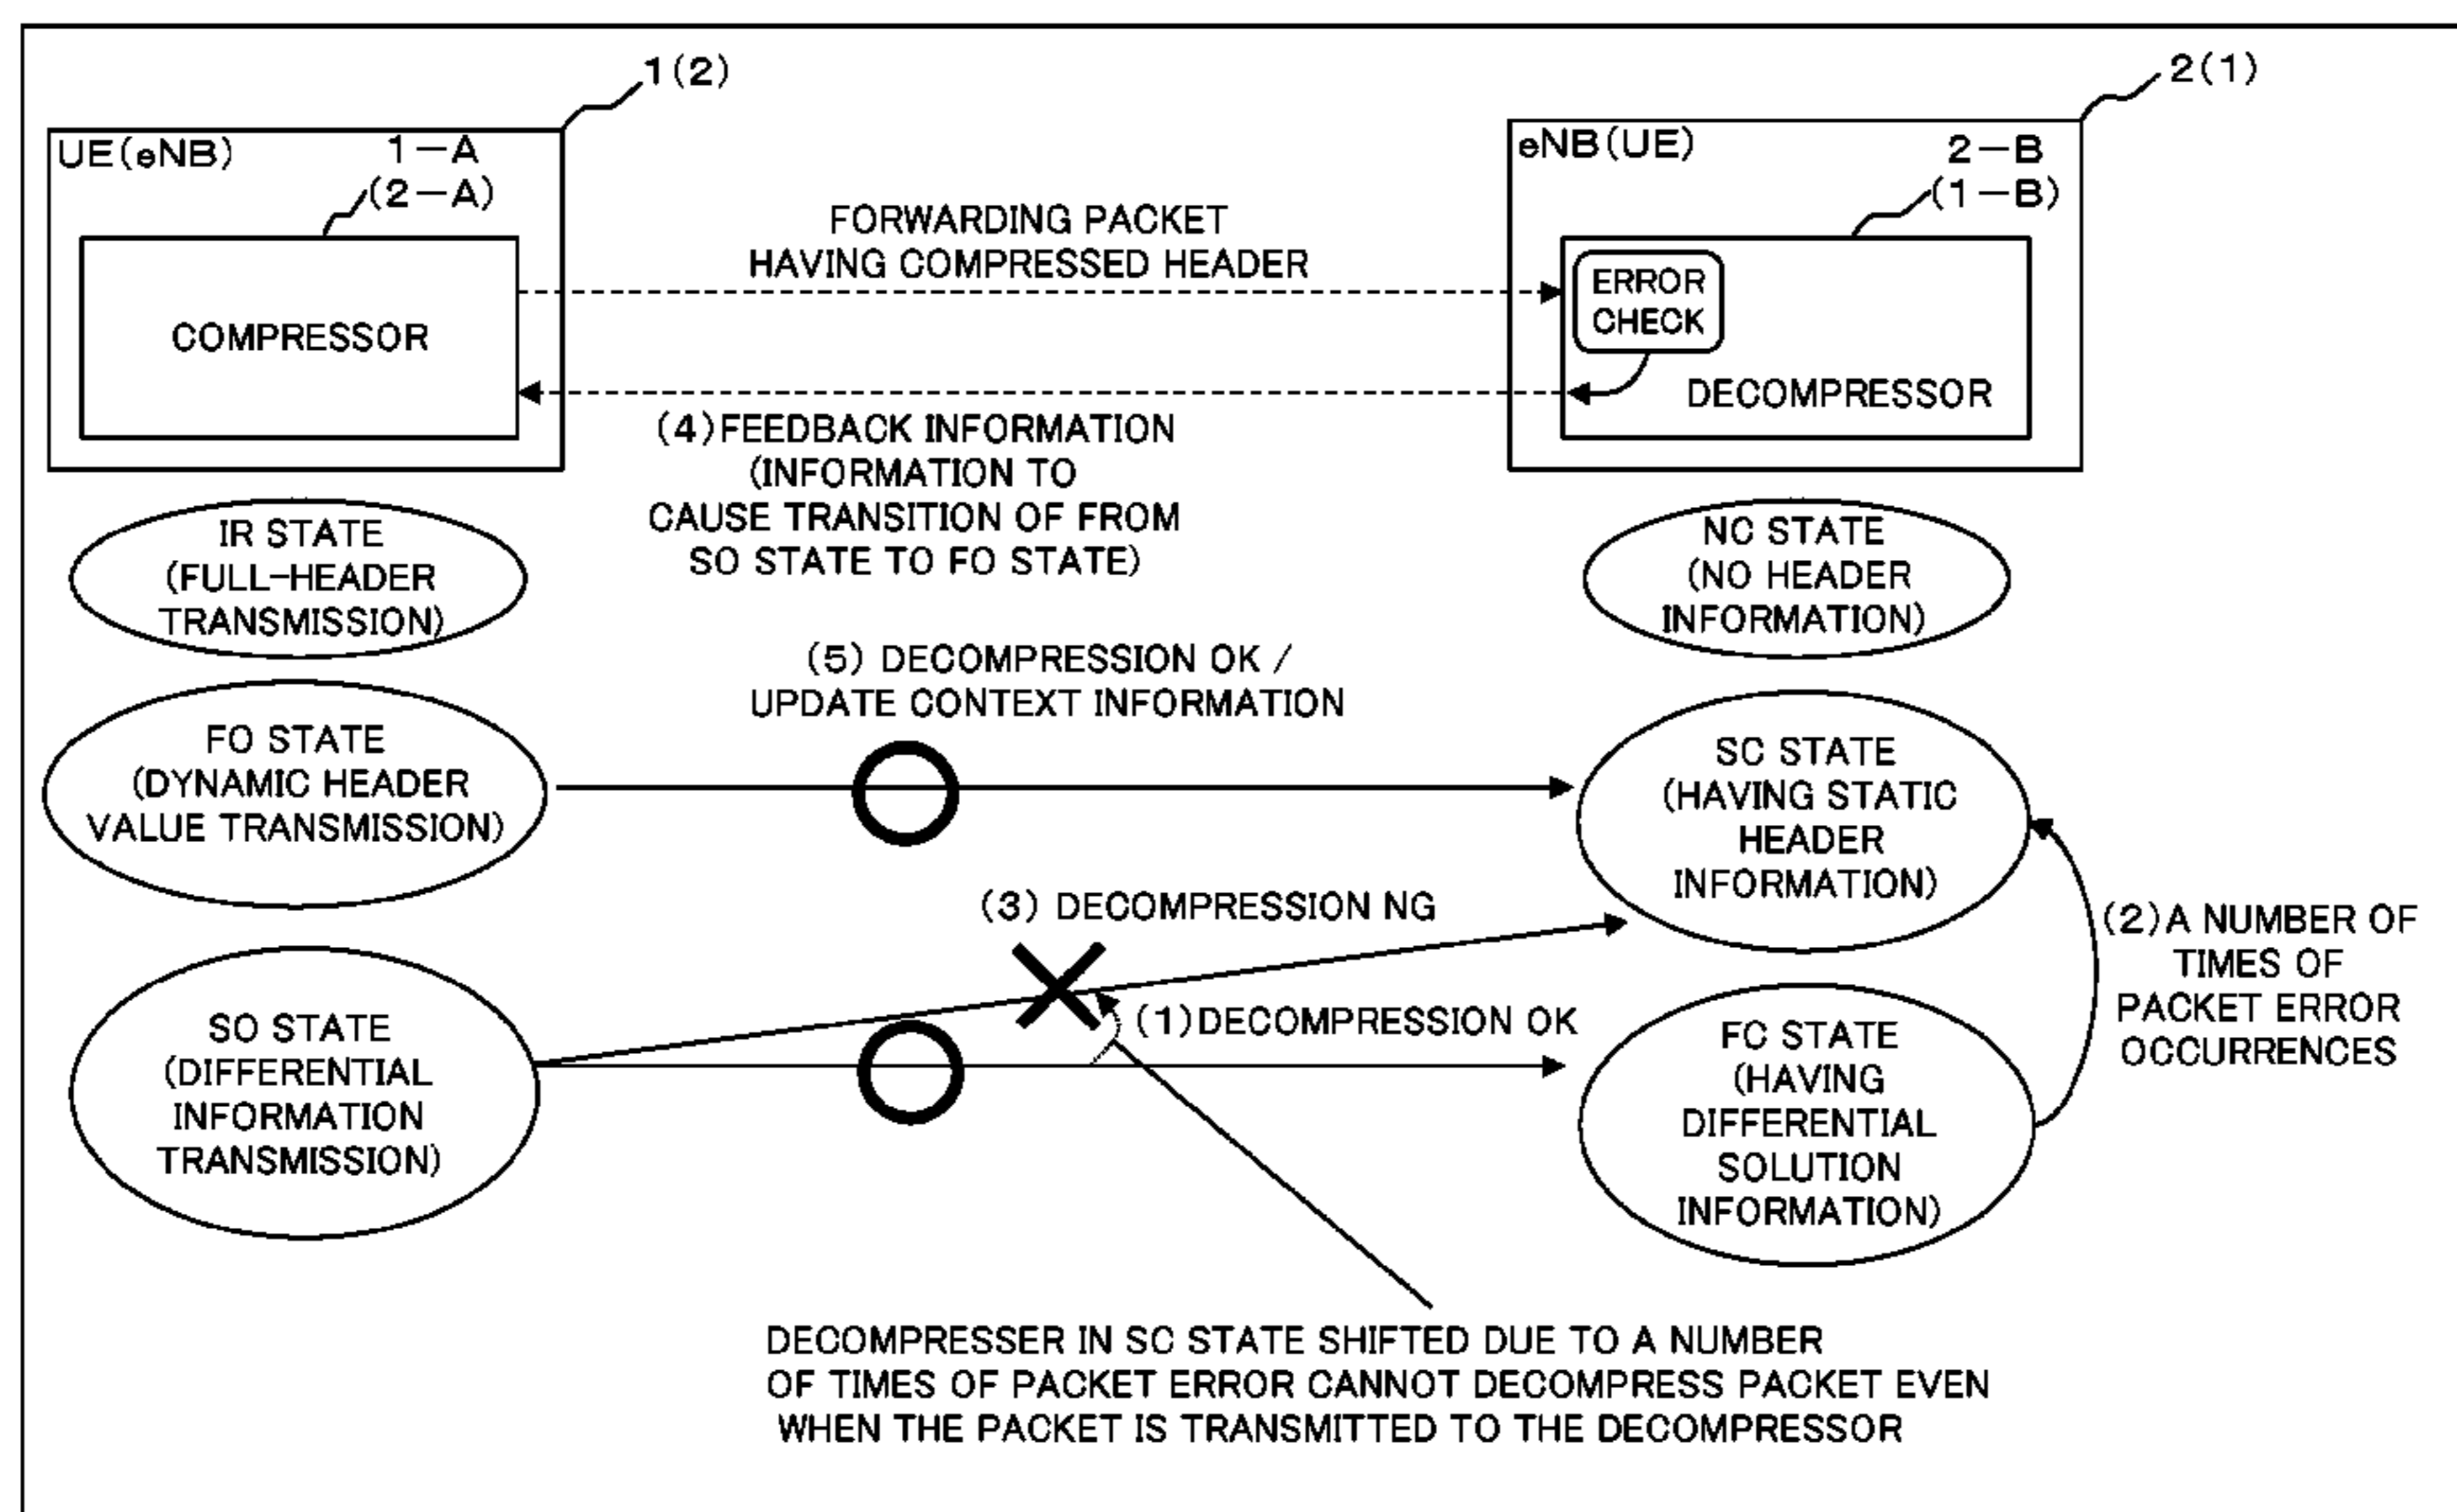 1(2)
2(1)
UE(eNB)
1-A
(2-A)
COMPRESSOR
FORWARDING PACKET
HAVING COMPRESSED HEADER
eNB(UE)
2-B
(1-B)
ERROR
CHECK
DECOMPRESSOR
(4)FEEDBACK INFORMATION
(INFORMATION TO
CAUSE TRANSITION OF FROM
SO STATE TO FO STATE)
IR STATE
(FULL-HEADER
TRANSMISSION)
NC STATE
(NO HEADER
INFORMATION)
(5) DECOMPRESSION OK /
UPDATE CONTEXT INFORMATION
FO STATE
(DYNAMIC HEADER
VALUE TRANSMISSION)
SC STATE
(HAVING STATIC
HEADER
INFORMATION)
(3) DECOMPRESSION NG
(2)A NUMBER OF
TIMES OF
PACKET ERROR
OCCURRENCES
SO STATE
(DIFFERENTIAL
INFORMATION
TRANSMISSION)
(1)DECOMPRESSION OK
FC STATE
(HAVING
DIFFERENTIAL
SOLUTION
INFORMATION)
DECOMPRESSER IN SC STATE SHIFTED DUE TO A NUMBER
OF TIMES OF PACKET ERROR CANNOT DECOMPRESS PACKET EVEN
WHEN THE PACKET IS TRANSMITTED TO THE DECOMPRESSOR